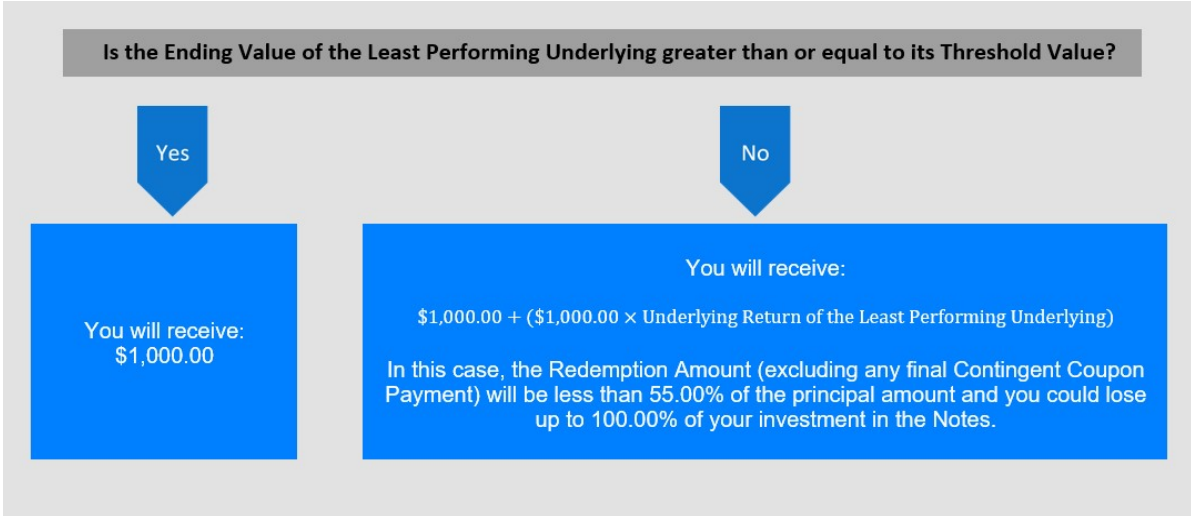 Is the Ending Value of the Least Performing Underlying greater than or equal to its Threshold Value?
Yes
No
You will receive:
$1,000.00
You will receive:
$1,000.00 + ($1,000.00 × Underlying Return of the Least Performing Underlying)
In this case, the Redemption Amount (excluding any final Contingent Coupon
Payment) will be less than 55.00% of the principal amount and you could lose
up to 100.00% of your investment in the Notes.